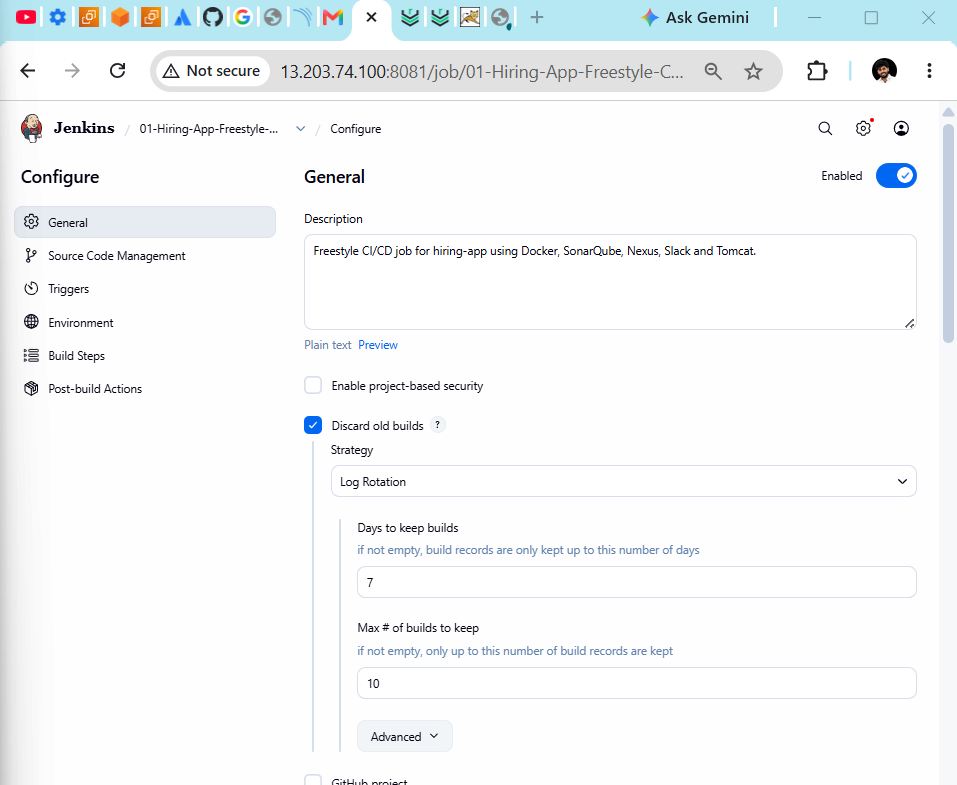 Ask Gemini
Not secure
13.203.74.100:8081/job/01-Hiring-App-Freestyle-C...
Jenkins / 01-Hiring-App-Freestyle-... / Configure
Configure
General
Source Code Management
Triggers
Environment
Build Steps
Post-build Actions
General
Enabled
Description
Freestyle CI/CD job for hiring-app using Docker, SonarQube, Nexus, Slack and Tomcat.
Plain text Preview
Enable project-based security
Discard old builds ?
Strategy
Log Rotation
Days to keep builds
if not empty, build records are only kept up to this number of days
7
Max # of builds to keep
if not empty, only up to this number of build records are kept
10
Advanced
GitHub project